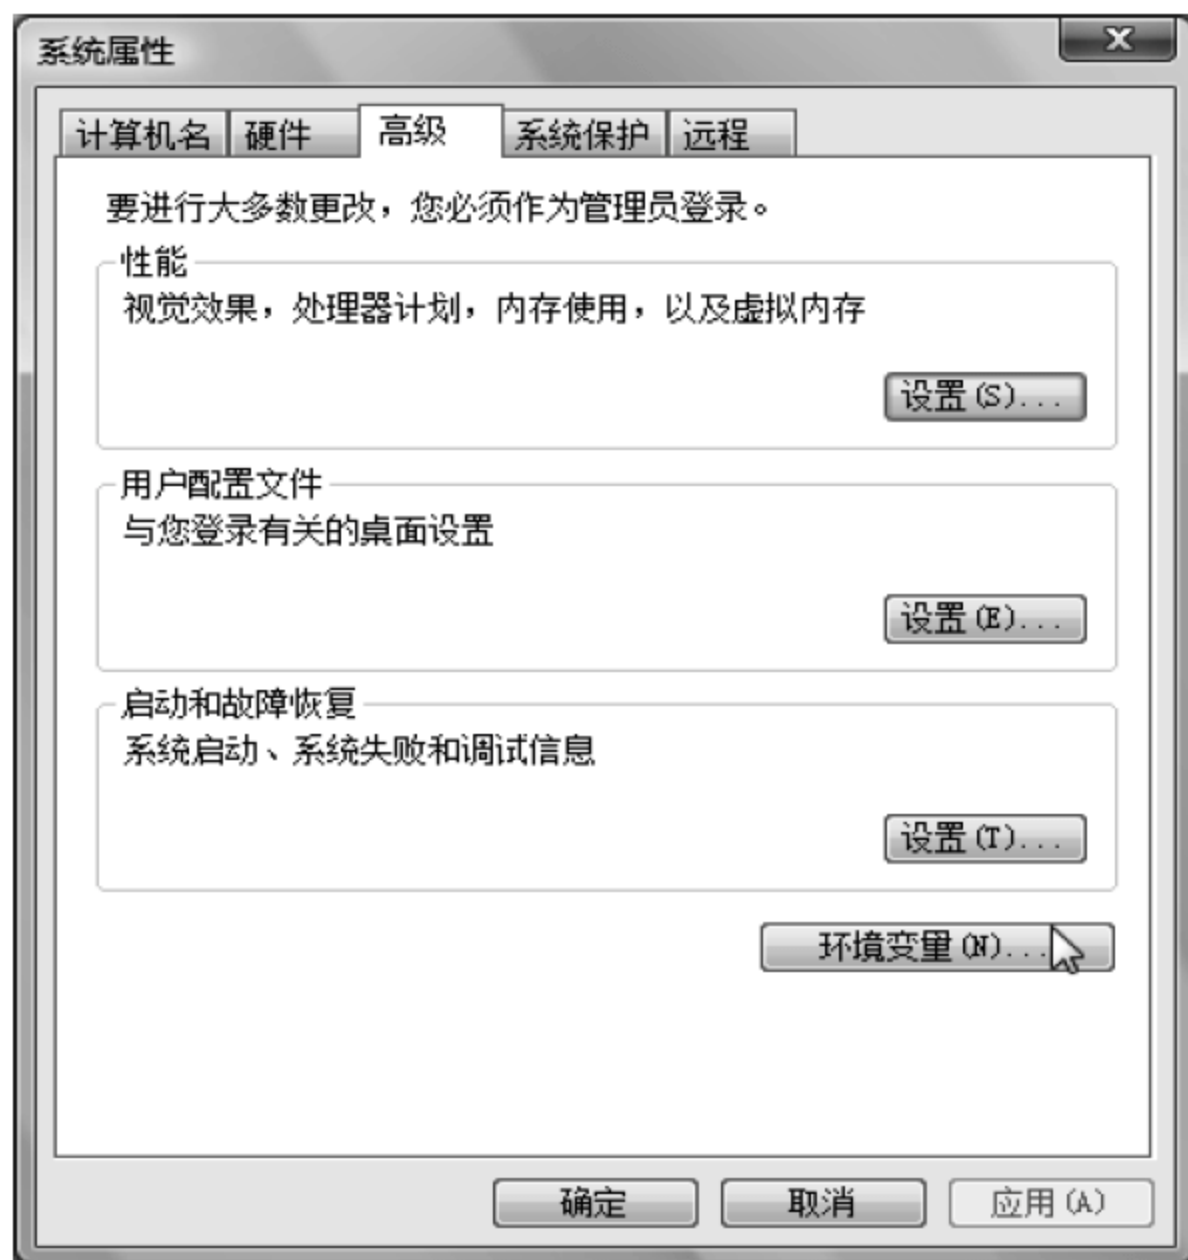 系统属性
计算机名 硬件 高级 系统保护 远程
要进行大多数更改，您必须作为管理员登录。
性能
视觉效果，处理器计划，内存使用，以及虚拟内存
设置(S)...
用户配置文件
与您登录有关的桌面设置
设置(E)...
启动和故障恢复
系统启动、系统失败和调试信息
设置(T)...
环境变量(N)...
确定 取消 应用(A)